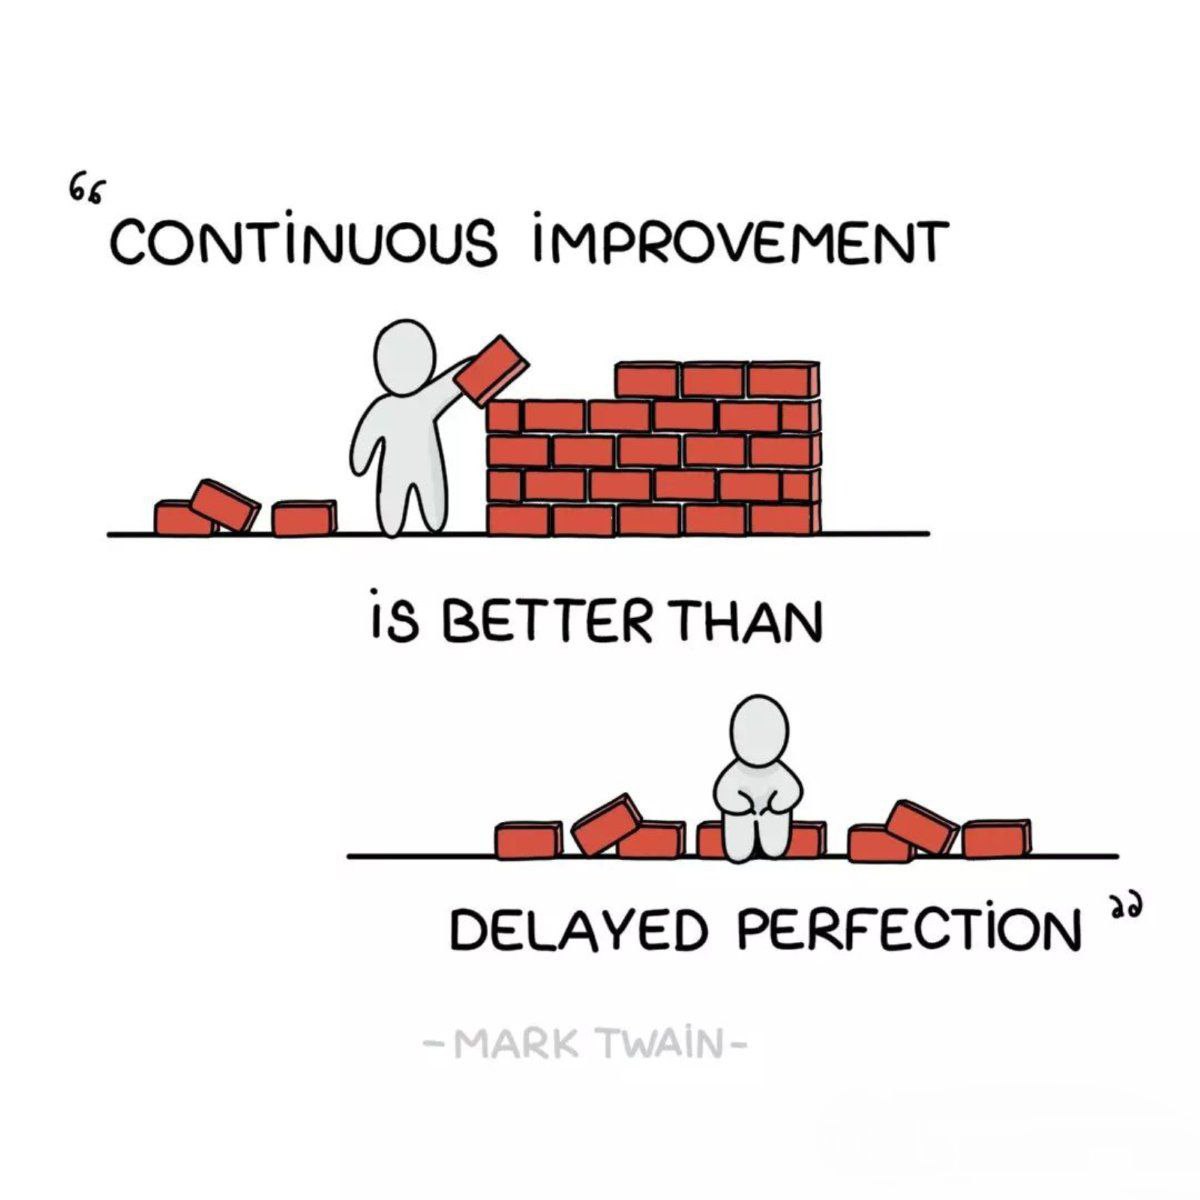 “CONTINUOUS IMPROVEMENT
IS BETTER THAN
DELAYED PERFECTION”
-MARK TWAIN-